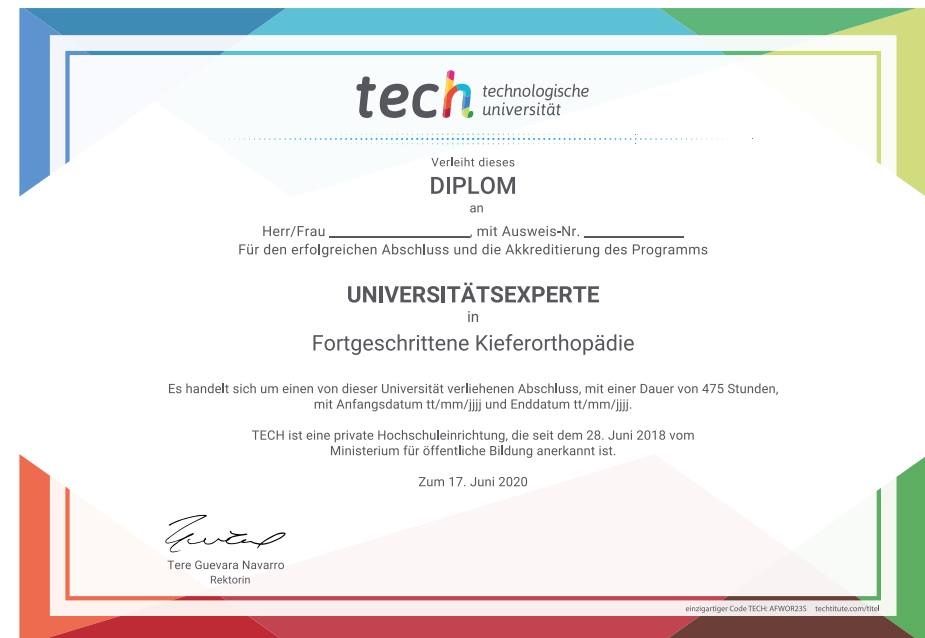 tech technologische
universität
Verleiht dieses
DIPLOM
an
Herr/Frau ____________________, mit Ausweis-Nr. ______________
Für den erfolgreichen Abschluss und die Akkreditierung des Programms
UNIVERSITÄTSEXPERTE
in
Fortgeschrittene Kieferorthopädie
Es handelt sich um einen von dieser Universität verliehenen Abschluss, mit einer Dauer von 475 Stunden,
mit Anfangsdatum tt/mm/jjjj und Enddatum tt/mm/jjjj.
TECH ist eine private Hochschuleinrichtung, die seit dem 28. Juni 2018 vom
Ministerium für öffentliche Bildung anerkannt ist.
Zum 17. Juni 2020
Tere Guevara Navarro
Rektorin
einzigartiger Code TECH: AFWOR235 techtitute.com/titel